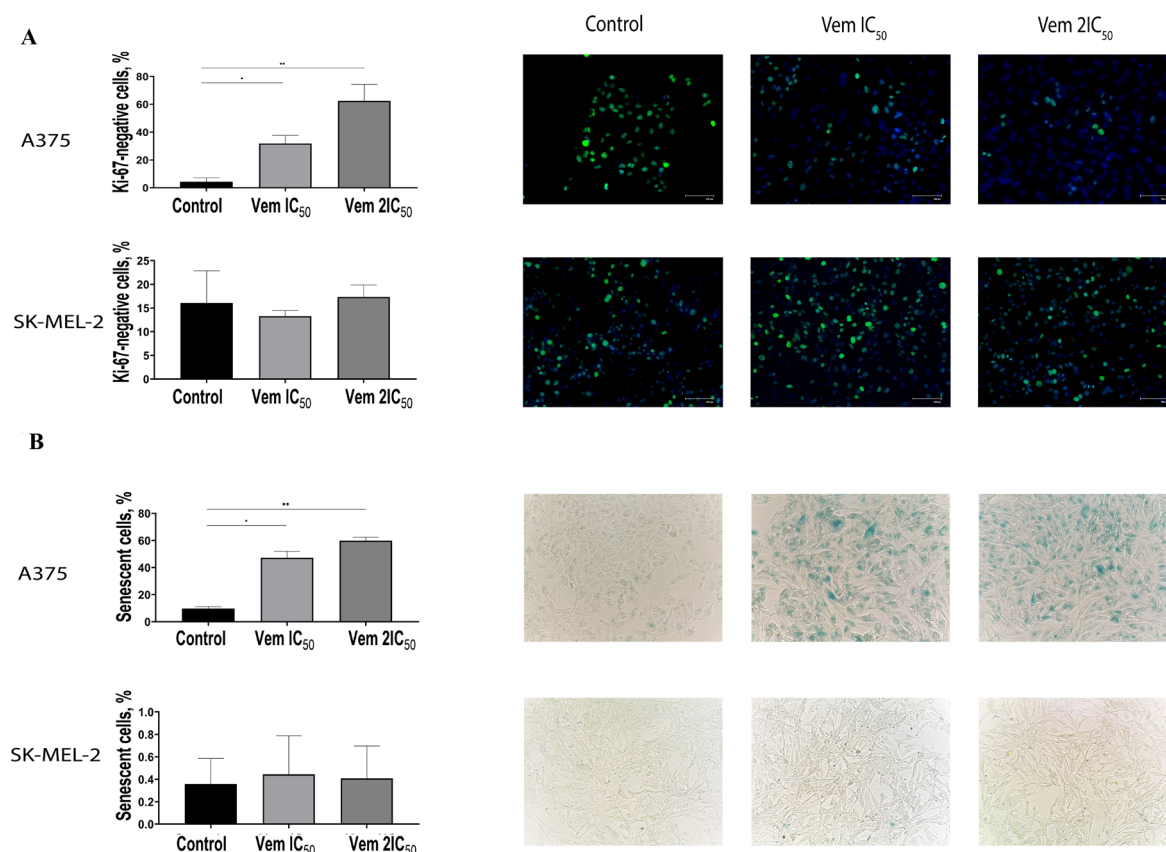 A
Control
Vem IC50
Vem 2IC50
A375
Ki-67-negative cells, %
80
60
40
20
0
*
**
Control
Vem IC50
Vem 2IC50
SK-MEL-2
Ki-67-negative cells, %
25
20
15
10
5
0
Control
Vem IC50
Vem 2IC50
B
A375
Senescent cells, %
80
60
40
20
0
*
**
Control
Vem IC50
Vem 2IC50
SK-MEL-2
Senescent cells, %
1.0
0.8
0.6
0.4
0.2
0.0
Control
Vem IC50
Vem 2IC50